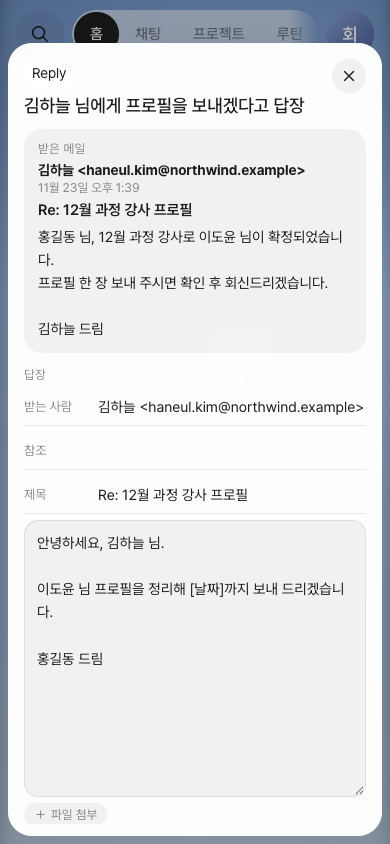 홈 채팅 프로젝트 루틴 회
Reply
김하늘 님에게 프로필을 보내겠다고 답장
받은 메일
김하늘 <haneul.kim@northwind.example>
11월 23일 오후 1:39
Re: 12월 과정 강사 프로필
홍길동 님, 12월 과정 강사로 이도윤 님이 확정되었습니
다.
프로필 한 장 보내 주시면 확인 후 회신드리겠습니다.
김하늘 드림
답장
받는 사람 김하늘 <haneul.kim@northwind.example>
참조
제목 Re: 12월 과정 강사 프로필
안녕하세요, 김하늘 님.
이도윤 님 프로필을 정리해 [날짜]까지 보내 드리겠습니
다.
홍길동 드림
+ 파일 첨부